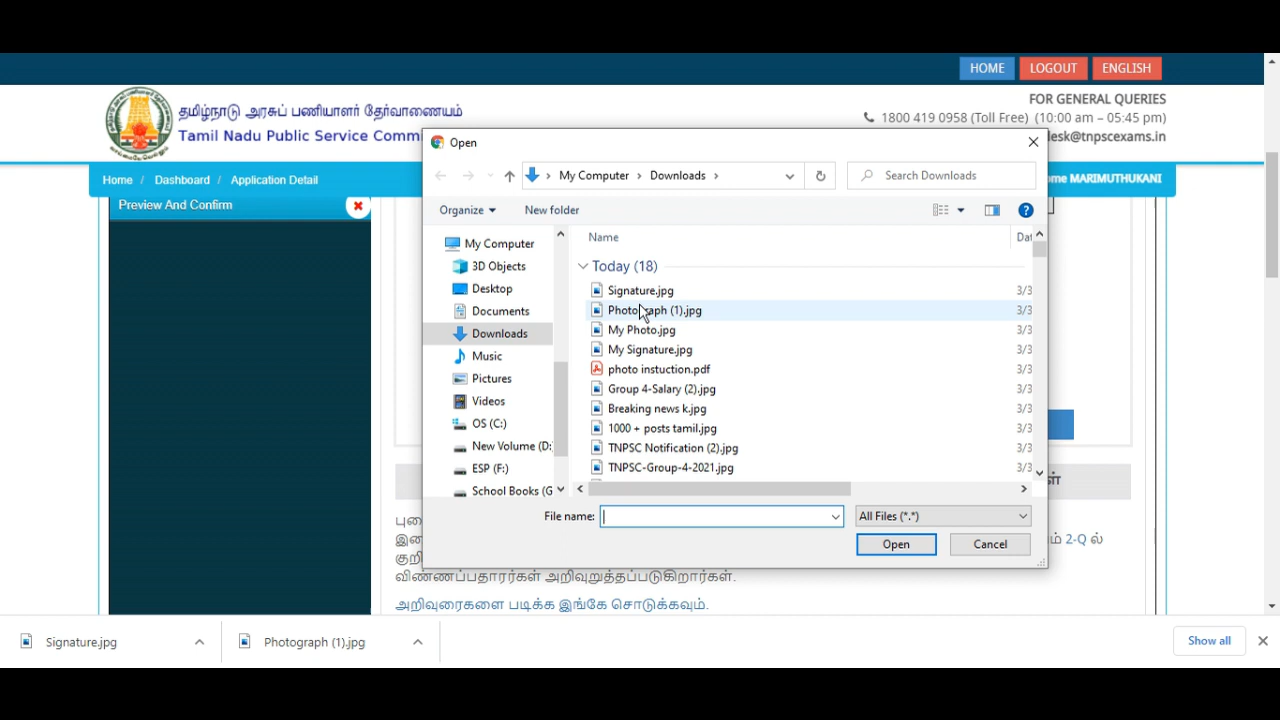 HOME LOGOUT ENGLISH
தமிழ்நாடு அரசுப் பணியாளர் தேர்வாணையம்
Tamil Nadu Public Service Commi
FOR GENERAL QUERIES
1800 419 0958 (Toll Free) (10:00 am – 05:45 pm)
desk@tnpscexams.in
Home / Dashboard / Application Detail
me MARIMUTHUKANI
Preview And Confirm
Open
My Computer > Downloads >
Search Downloads
Organize
New folder
My Computer
3D Objects
Desktop
Documents
Downloads
Music
Pictures
Videos
OS (C:)
New Volume (D:
ESP (F:)
School Books (G
Name
Dat
Today (18)
Signature.jpg 3/3
Photograph (1).jpg 3/3
My Photo.jpg 3/3
My Signature.jpg 3/3
photo instuction.pdf 3/3
Group 4-Salary (2).jpg 3/3
Breaking news k.jpg 3/3
1000 + posts tamil.jpg 3/3
TNPSC Notification (2).jpg 3/3
TNPSC-Group-4-2021.jpg 3/3
File name:
All Files (*.*)
Open
Cancel
2-Q ல்
விண்ணப்பதாரர்கள் அறிவுறுத்தப்படுகிறார்கள்.
அறிவுரைகளை படிக்க இங்கே சொடுக்கவும்.
Signature.jpg
Photograph (1).jpg
Show all